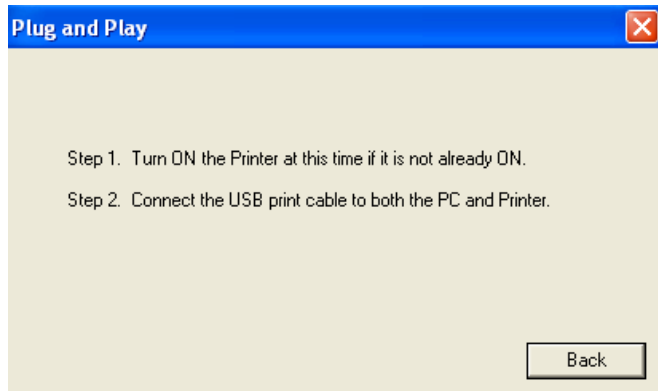 Plug and Play
Step 1. Turn ON the Printer at this time if it is not already ON.
Step 2. Connect the USB print cable to both the PC and Printer.
Back